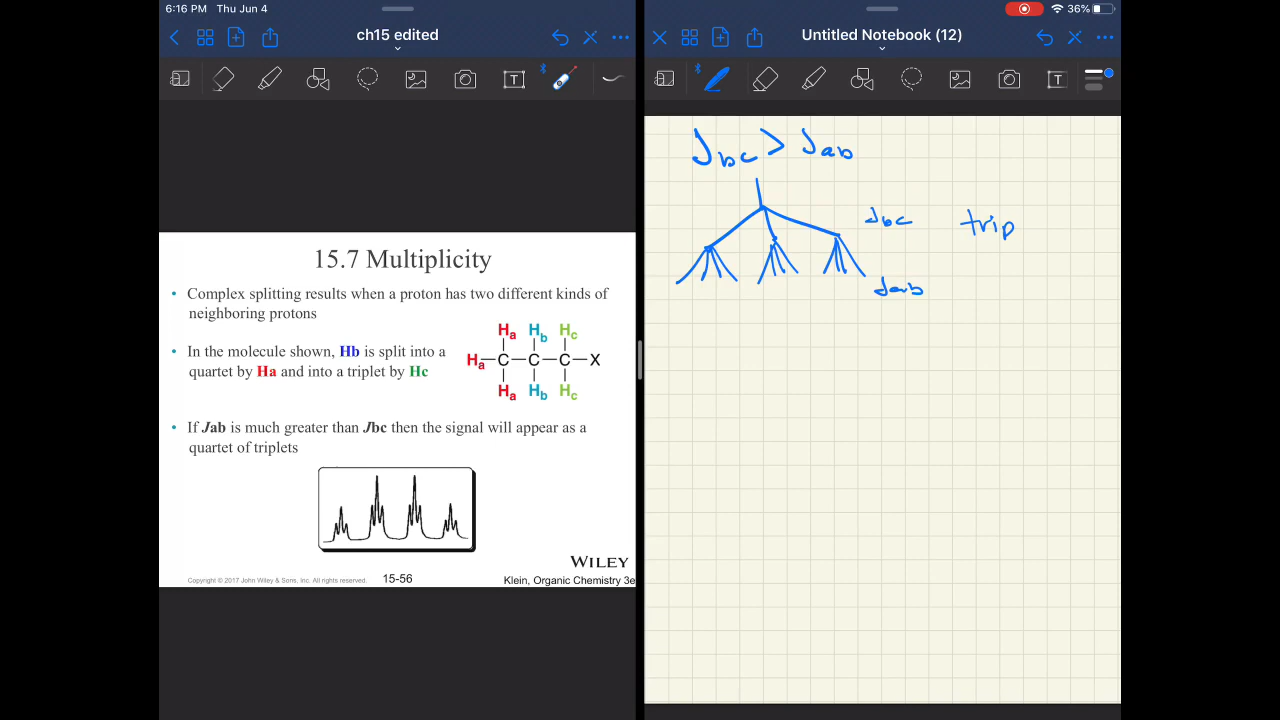 6:16 PM Thu Jun 4
36%
ch15 edited
Untitled Notebook (12)
15.7 Multiplicity
• Complex splitting results when a proton has two different kinds of
neighboring protons
• In the molecule shown, Hb is split into a
quartet by Ha and into a triplet by Hc
Ha Hb Hc
Ha C C C X
Ha Hb Hc
• If Jab is much greater than Jbc then the signal will appear as a
quartet of triplets
WILEY
Copyright © 2017 John Wiley & Sons, Inc. All rights reserved.
15-56
Klein, Organic Chemistry 3e
Jbc > Jab
Jbc trip
Jab